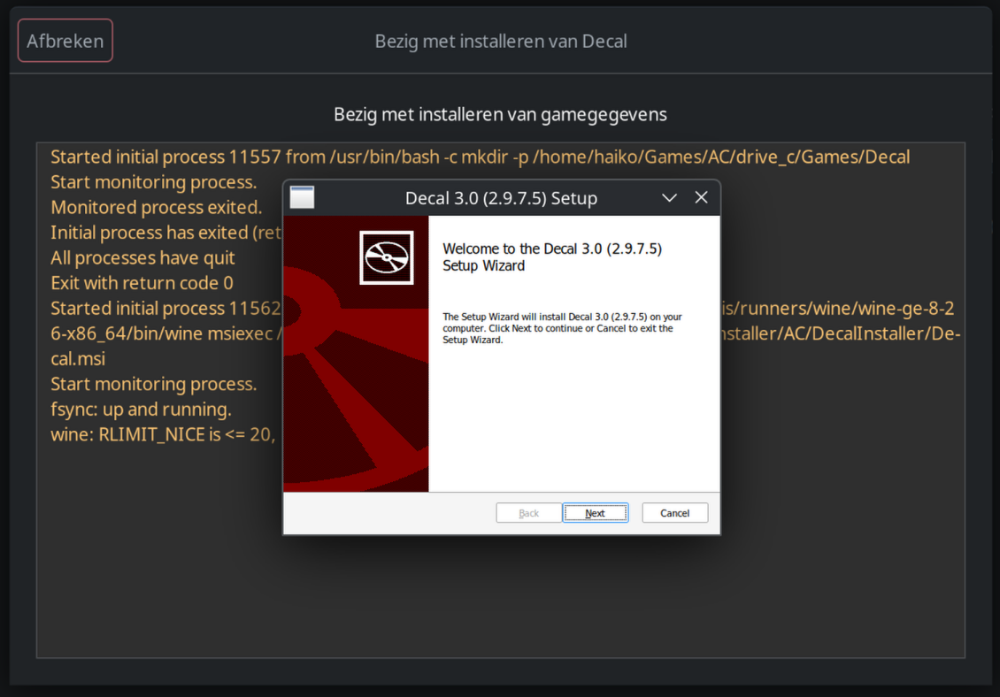 Afbreken
Bezig met installeren van Decal
Bezig met installeren van gamegegevens
Started initial process 11557 from /usr/bin/bash -c mkdir -p /home/haiko/Games/AC/drive_c/Games/Decal
Start monitoring process.
Monitored process exited.
Initial process has exited (ret
All processes have quit
Exit with return code 0
Started initial process 11562 is/runners/wine/wine-ge-8-2
6-x86_64/bin/wine msiexec / nstaller/AC/DecalInstaller/De-
cal.msi
Start monitoring process.
fsync: up and running.
wine: RLIMIT_NICE is <= 20,
Decal 3.0 (2.9.7.5) Setup
Welcome to the Decal 3.0 (2.9.7.5)
Setup Wizard
The Setup Wizard will install Decal 3.0 (2.9.7.5) on your
computer. Click Next to continue or Cancel to exit the
Setup Wizard.
Back
Next
Cancel